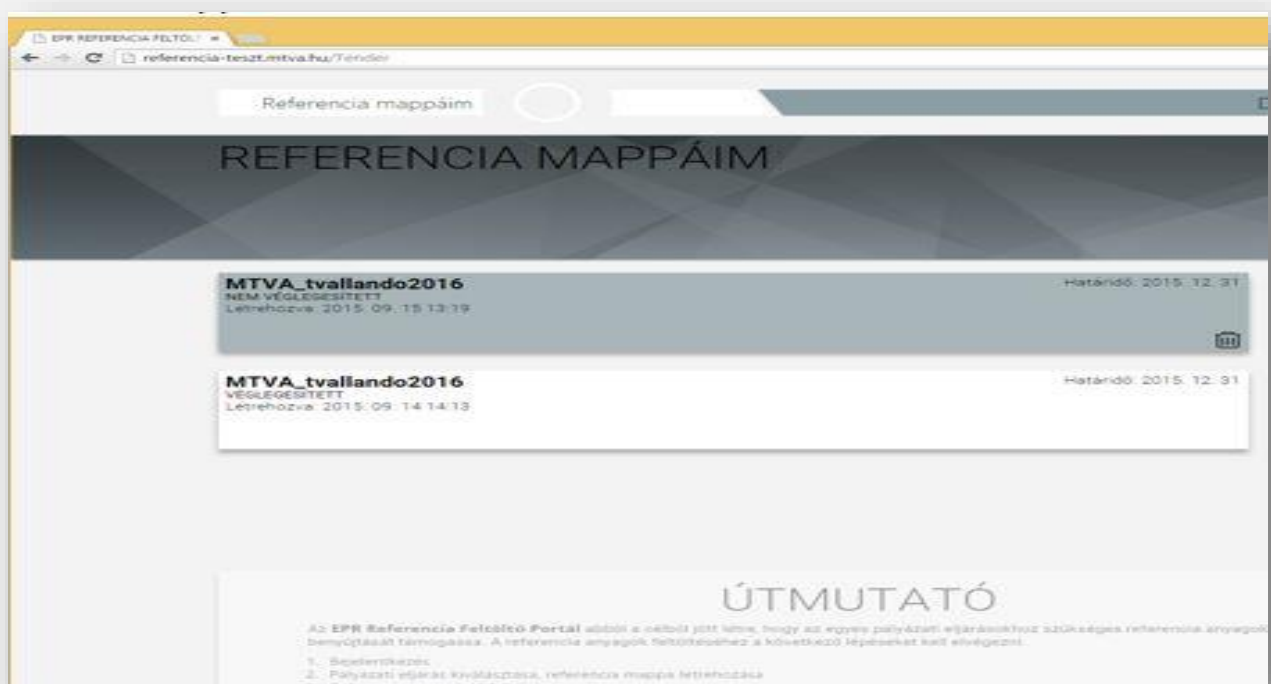 EPR REFERENCIA FELTÖL
referencia-teszt.mtva.hu/Tender
Referencia mappáim
REFERENCIA MAPPÁIM
MTVA_tvallando2016
Határidő: 2015. 12. 31
NEM VÉGLEGESÍTETT
Létrehozva: 2015. 09. 15 13:19
MTVA_tvallando2016
Határidő: 2015. 12. 31
VÉGLEGESÍTETT
Létrehozva: 2015. 09. 14 14:13
ÚTMUTATÓ
Az EPR Referencia Feltöltő Portál abból a célból jött létre, hogy az egyes pályázati eljárásokhoz szükséges referencia anyagok
benyújtását támogassa. A referencia anyagok feltöltéséhez a következő lépéseket kell elvégezni:
1. Bejelentkezés
2. Pályázati eljárás kiválasztása, referencia mappa létrehozása